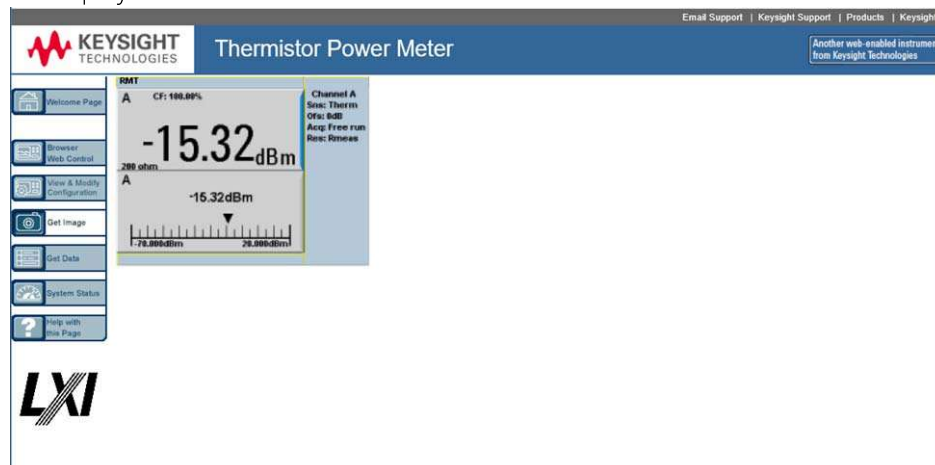 Email Support | Keysight Support | Products | Keysight
KEYSIGHT
TECHNOLOGIES
Thermistor Power Meter
Another web-enabled instrumen
from Keysight Technologies
RMT
Welcome Page
Browser
Web Control
View & Modify
Configuration
Get Image
Get Data
System Status
Help with
this Page
A CF: 100.00%
-15.32dBm
200 ohm
Channel A
Sns: Therm
Ofs: 0dB
Acq: Free run
Res: Rmeas
A
-15.32dBm
-70.000dBm 20.000dBm
LXI